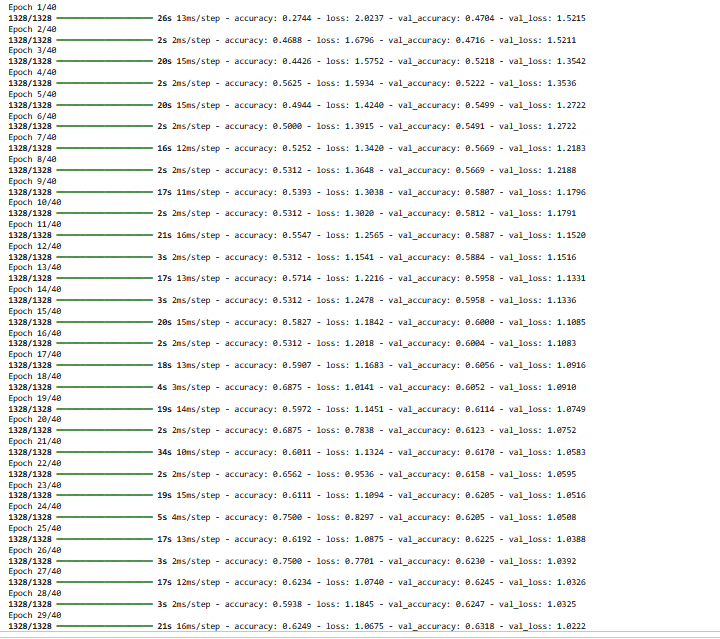 Epoch 1/40
1328/1328 26s 13ms/step - accuracy: 0.2744 - loss: 2.0237 - val_accuracy: 0.4704 - val_loss: 1.5215
Epoch 2/40
1328/1328 2s 2ms/step - accuracy: 0.4688 - loss: 1.6796 - val_accuracy: 0.4716 - val_loss: 1.5211
Epoch 3/40
1328/1328 20s 15ms/step - accuracy: 0.4426 - loss: 1.5752 - val_accuracy: 0.5218 - val_loss: 1.3542
Epoch 4/40
1328/1328 2s 2ms/step - accuracy: 0.5625 - loss: 1.5934 - val_accuracy: 0.5222 - val_loss: 1.3536
Epoch 5/40
1328/1328 20s 15ms/step - accuracy: 0.4944 - loss: 1.4240 - val_accuracy: 0.5499 - val_loss: 1.2722
Epoch 6/40
1328/1328 2s 2ms/step - accuracy: 0.5000 - loss: 1.3915 - val_accuracy: 0.5491 - val_loss: 1.2722
Epoch 7/40
1328/1328 16s 12ms/step - accuracy: 0.5252 - loss: 1.3420 - val_accuracy: 0.5669 - val_loss: 1.2183
Epoch 8/40
1328/1328 2s 2ms/step - accuracy: 0.5312 - loss: 1.3648 - val_accuracy: 0.5669 - val_loss: 1.2188
Epoch 9/40
1328/1328 17s 11ms/step - accuracy: 0.5393 - loss: 1.3038 - val_accuracy: 0.5807 - val_loss: 1.1796
Epoch 10/40
1328/1328 2s 2ms/step - accuracy: 0.5312 - loss: 1.3020 - val_accuracy: 0.5812 - val_loss: 1.1791
Epoch 11/40
1328/1328 21s 16ms/step - accuracy: 0.5547 - loss: 1.2565 - val_accuracy: 0.5887 - val_loss: 1.1520
Epoch 12/40
1328/1328 3s 2ms/step - accuracy: 0.5312 - loss: 1.1541 - val_accuracy: 0.5884 - val_loss: 1.1516
Epoch 13/40
1328/1328 17s 13ms/step - accuracy: 0.5714 - loss: 1.2216 - val_accuracy: 0.5958 - val_loss: 1.1331
Epoch 14/40
1328/1328 3s 2ms/step - accuracy: 0.5312 - loss: 1.2478 - val_accuracy: 0.5958 - val_loss: 1.1336
Epoch 15/40
1328/1328 20s 15ms/step - accuracy: 0.5827 - loss: 1.1842 - val_accuracy: 0.6000 - val_loss: 1.1085
Epoch 16/40
1328/1328 2s 2ms/step - accuracy: 0.5312 - loss: 1.2018 - val_accuracy: 0.6004 - val_loss: 1.1083
Epoch 17/40
1328/1328 18s 13ms/step - accuracy: 0.5907 - loss: 1.1683 - val_accuracy: 0.6056 - val_loss: 1.0916
Epoch 18/40
1328/1328 4s 3ms/step - accuracy: 0.6875 - loss: 1.0141 - val_accuracy: 0.6052 - val_loss: 1.0910
Epoch 19/40
1328/1328 19s 14ms/step - accuracy: 0.5972 - loss: 1.1451 - val_accuracy: 0.6114 - val_loss: 1.0749
Epoch 20/40
1328/1328 2s 2ms/step - accuracy: 0.6875 - loss: 0.7838 - val_accuracy: 0.6123 - val_loss: 1.0752
Epoch 21/40
1328/1328 34s 10ms/step - accuracy: 0.6011 - loss: 1.1324 - val_accuracy: 0.6170 - val_loss: 1.0583
Epoch 22/40
1328/1328 2s 2ms/step - accuracy: 0.6562 - loss: 0.9536 - val_accuracy: 0.6158 - val_loss: 1.0595
Epoch 23/40
1328/1328 19s 15ms/step - accuracy: 0.6111 - loss: 1.1094 - val_accuracy: 0.6205 - val_loss: 1.0516
Epoch 24/40
1328/1328 5s 4ms/step - accuracy: 0.7500 - loss: 0.8297 - val_accuracy: 0.6205 - val_loss: 1.0508
Epoch 25/40
1328/1328 17s 13ms/step - accuracy: 0.6192 - loss: 1.0875 - val_accuracy: 0.6225 - val_loss: 1.0388
Epoch 26/40
1328/1328 3s 2ms/step - accuracy: 0.7500 - loss: 0.7701 - val_accuracy: 0.6230 - val_loss: 1.0392
Epoch 27/40
1328/1328 17s 12ms/step - accuracy: 0.6234 - loss: 1.0740 - val_accuracy: 0.6245 - val_loss: 1.0326
Epoch 28/40
1328/1328 3s 2ms/step - accuracy: 0.5938 - loss: 1.1845 - val_accuracy: 0.6247 - val_loss: 1.0325
Epoch 29/40
1328/1328 21s 16ms/step - accuracy: 0.6249 - loss: 1.0675 - val_accuracy: 0.6318 - val_loss: 1.0222